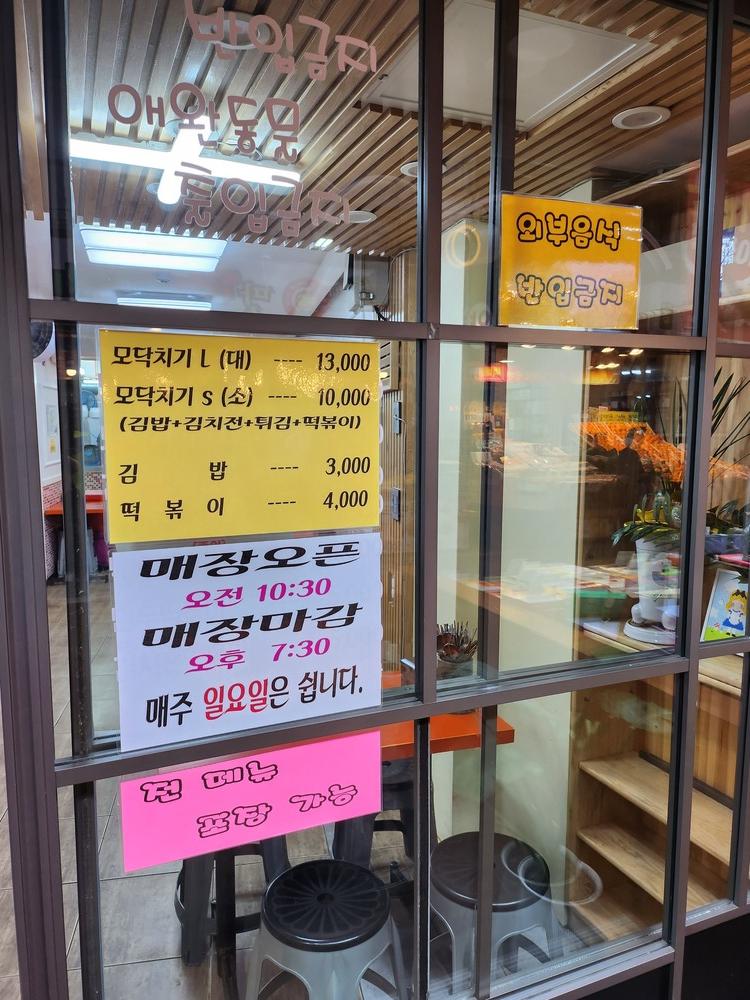 반입금지
애완동물
출입금지
외부음식
반입금지
모닥치기 L (대) ---- 13,000
모닥치기 S (소) ---- 10,000
(김밥+김치전+튀김+떡볶이)
김 밥 ---- 3,000
떡 볶 이 ---- 4,000
매장오픈
오전 10:30
매장마감
오후 7:30
매주 일요일은 쉽니다.
전 메뉴
포장 가능